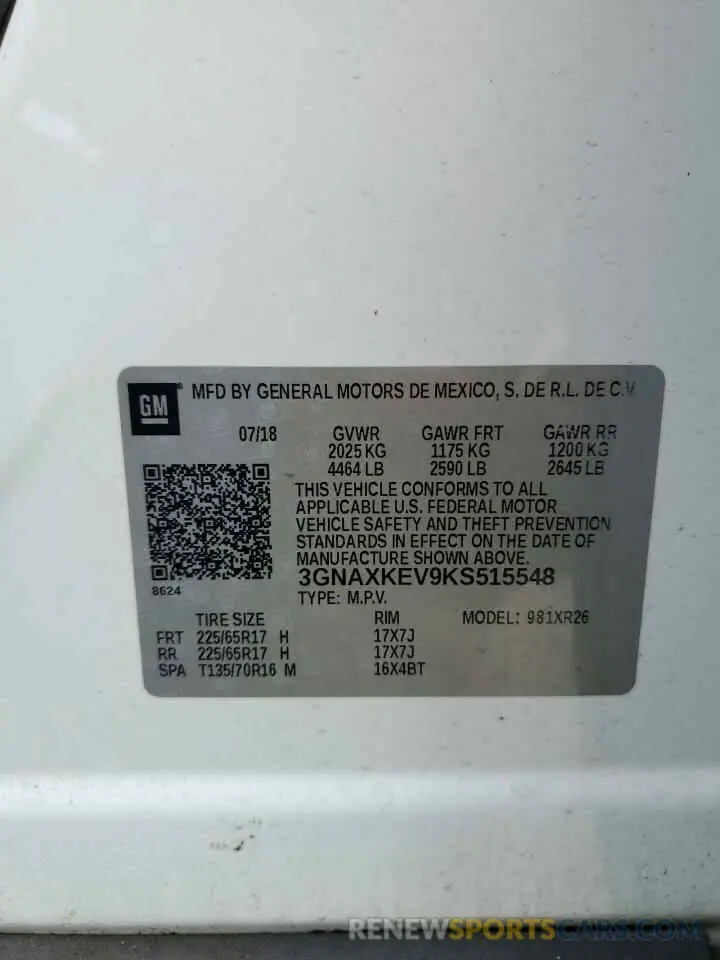 GM
MFD BY GENERAL MOTORS DE MEXICO, S. DE R.L. DE C.V
07/18 GVWR GAWR FRT GAWR RR
2025 KG 1175 KG 1200 KG
4464 LB 2590 LB 2645 LB
THIS VEHICLE CONFORMS TO ALL
APPLICABLE U.S. FEDERAL MOTOR
VEHICLE SAFETY AND THEFT PREVENTION
STANDARDS IN EFFECT ON THE DATE OF
MANUFACTURE SHOWN ABOVE.
3GNAXKEV9KS515548
8624
TYPE: M.P.V.
TIRE SIZE RIM MODEL: 981XR26
FRT 225/65R17 H 17X7J
RR 225/65R17 H 17X7J
SPA T135/70R16 M 16X4BT
RENEWSPORTSCARS.COM